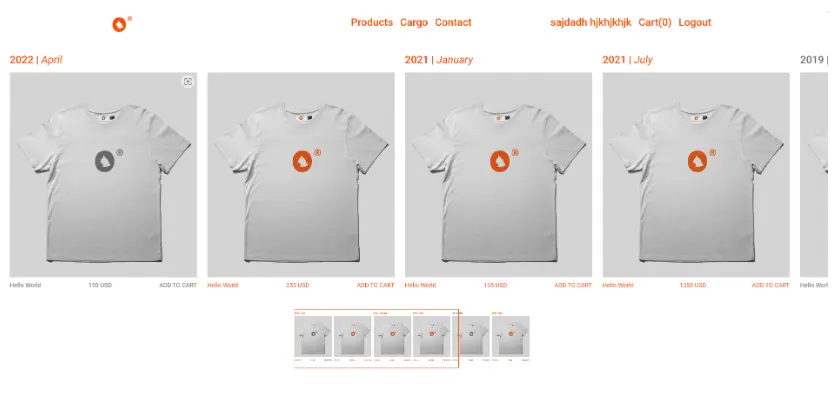 ®
Products Cargo Contact
sajdadh hjkhjkhjk Cart(0) Logout
2022 | April
2021 | January
2021 | July
2019 |
®
®
®
®
Hello World 153 USD ADD TO CART
Hello World 255 USD ADD TO CART
Hello World 135 USD ADD TO CART
Hello World 1350 USD ADD TO CART
Hello World